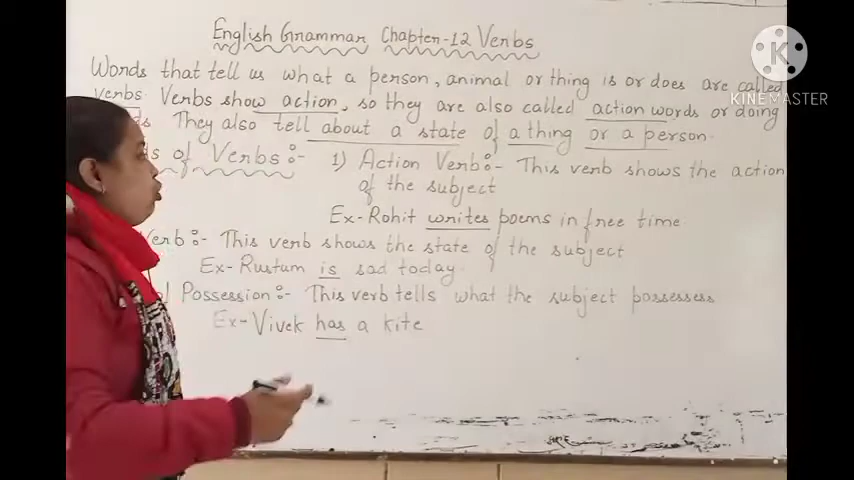 English Grammar Chapter-12 Verbs
Words that tell us what a person, animal or thing is or does are called
verbs. Verbs show action, so they are also called action words or doing
They also tell about a state of a thing or a person.
of Verbs:- 1) Action Verb:- This verb shows the action
of the subject
Ex-Rohit writes poems in free time
Verb:- This verb shows the state of the subject
Ex- Rustum is sad today.
Possession:- This verb tells what the subject possessess
Ex-Vivek has a kite
K
KINEMASTER